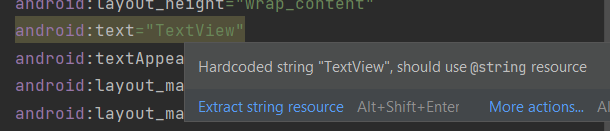 android:layout_height="wrap_content"
android:text="TextView"
android:textAppea
Hardcoded string "TextView", should use @string resource
android:layout_ma
Extract string resource Alt+Shift+Enter More actions...
android:layout_ma